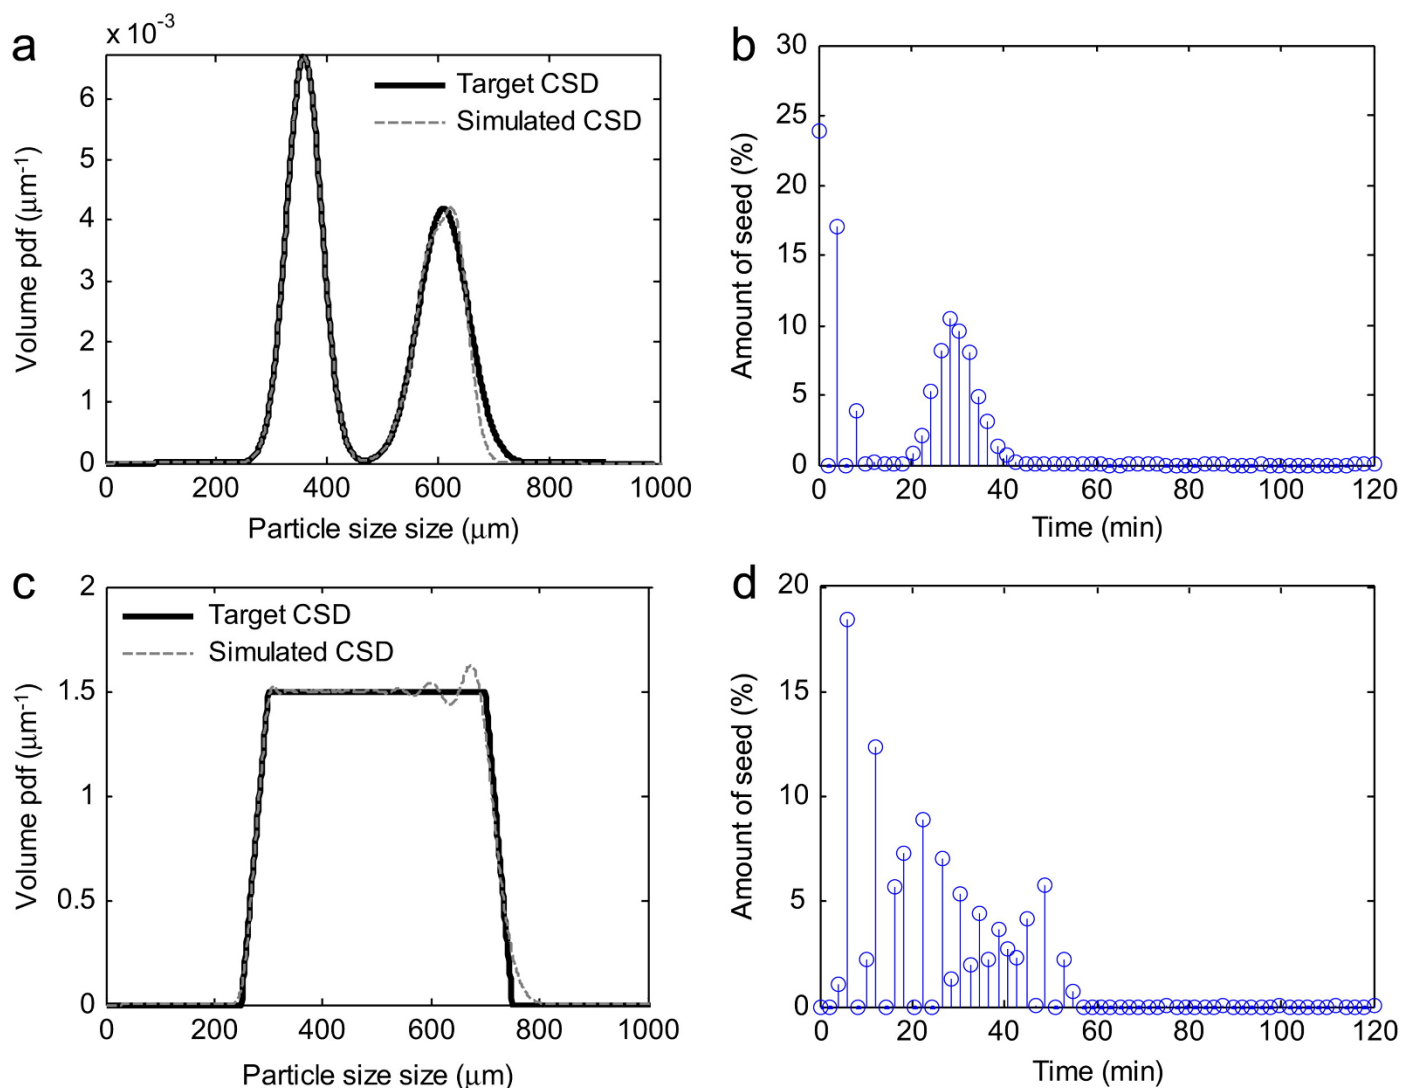 a
x 10⁻³
Target CSD
Simulated CSD
Volume pdf (μm⁻¹)
6
5
4
3
2
1
0
0 200 400 600 800 1000
Particle size size (μm)
b
Amount of seed (%)
30
25
20
15
10
5
0
0 20 40 60 80 100 120
Time (min)
c
Target CSD
Simulated CSD
Volume pdf (μm⁻¹)
2
1.5
1
0.5
0
0 200 400 600 800 1000
Particle size size (μm)
d
Amount of seed (%)
20
15
10
5
0
0 20 40 60 80 100 120
Time (min)